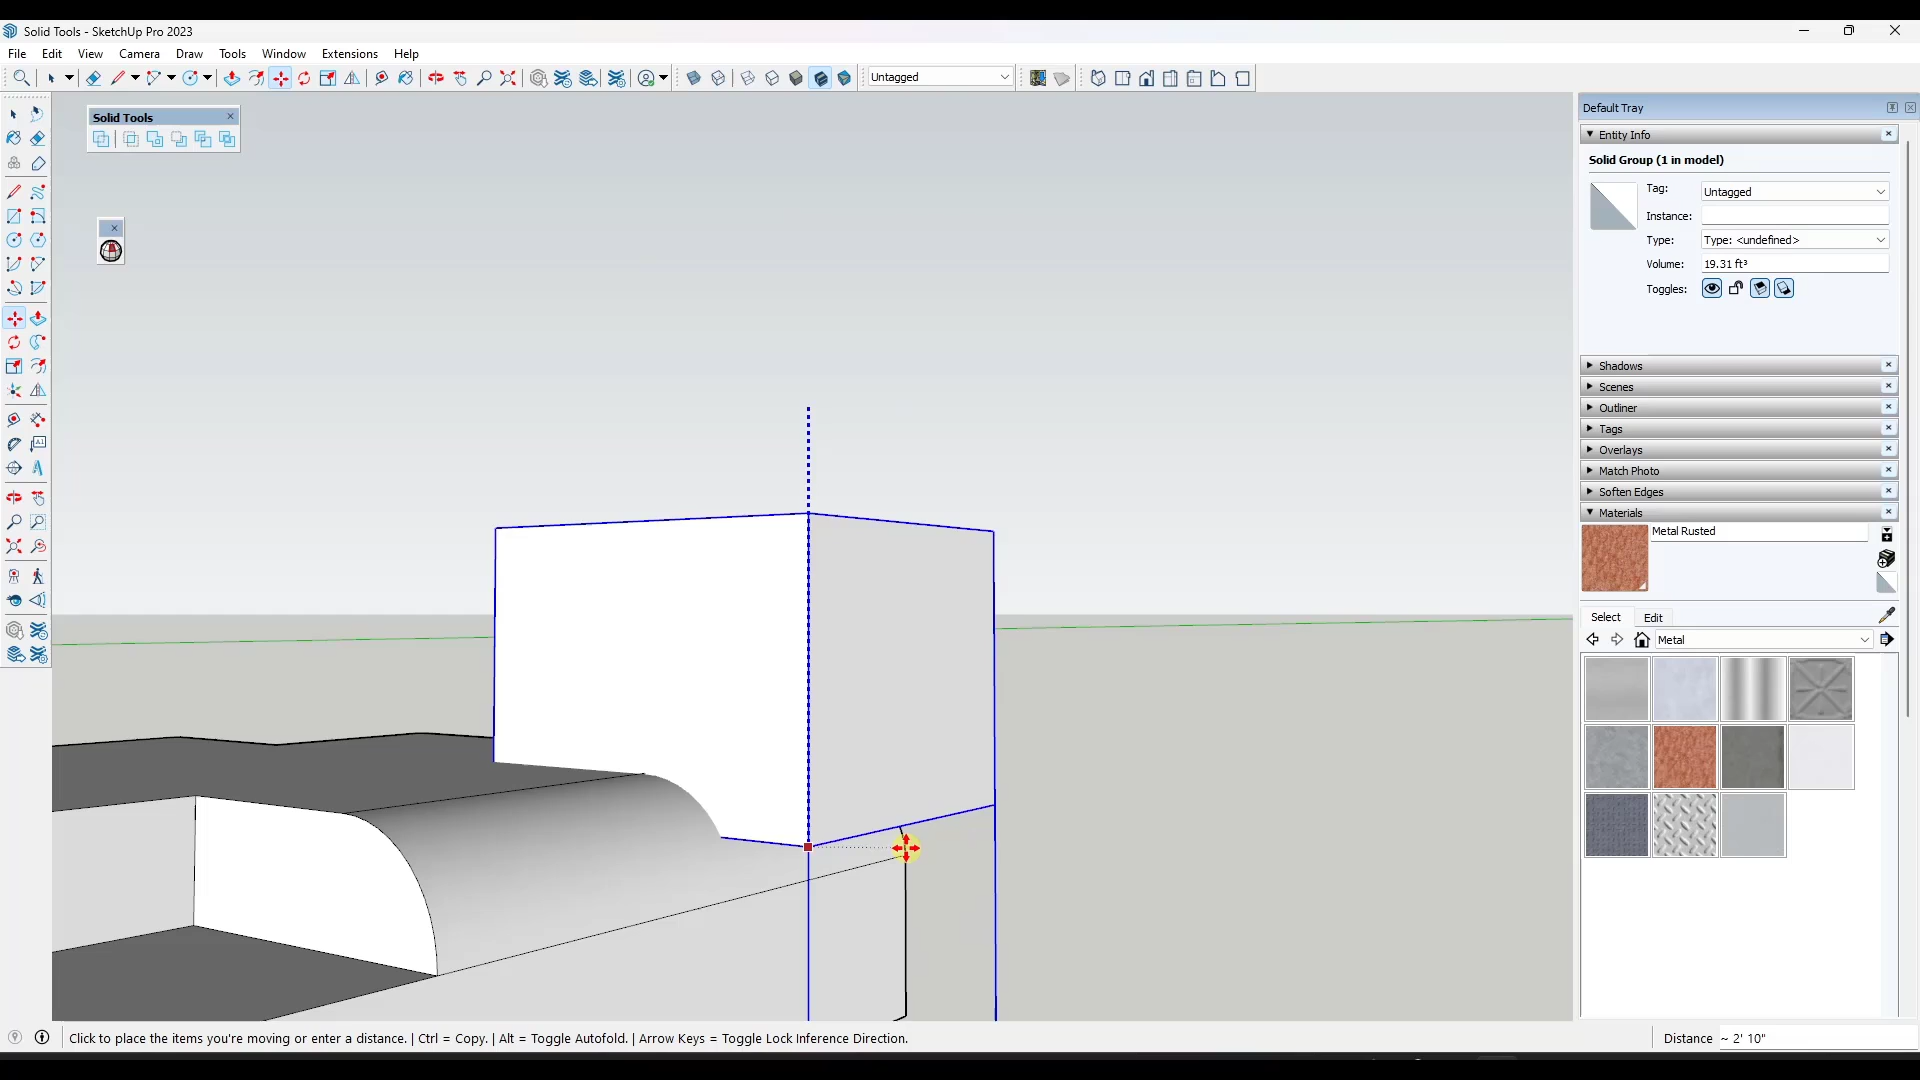 Solid Tools - SketchUp Pro 2023
File Edit View Camera Draw Tools Window Extensions Help
Untagged
Solid Tools
Default Tray
Entity Info
Solid Group (1 in model)
Tag: Untagged
Instance:
Type: Type: <undefined>
Volume: 19.31 ft³
Toggles:
Shadows
Scenes
Outliner
Tags
Overlays
Match Photo
Soften Edges
Materials
Metal Rusted
Select Edit
Metal
Click to place the items you're moving or enter a distance. | Ctrl = Copy. | Alt = Toggle Autofold. | Arrow Keys = Toggle Lock Inference Direction.
Distance ~ 2' 10"